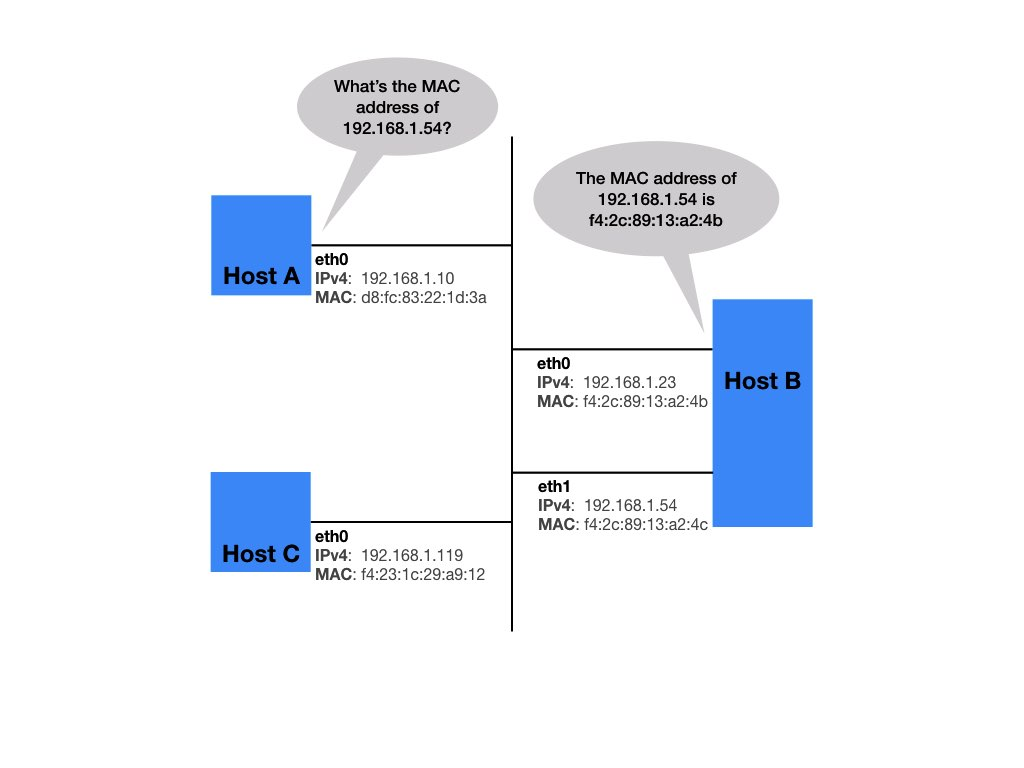 What’s the MAC
address of
192.168.1.54?
The MAC address of
192.168.1.54 is
f4:2c:89:13:a2:4b
Host A
eth0
IPv4:  192.168.1.10
MAC: d8:fc:83:22:1d:3a
Host B
eth0
IPv4:  192.168.1.23
MAC: f4:2c:89:13:a2:4b
eth1
IPv4:  192.168.1.54
MAC: f4:2c:89:13:a2:4c
Host C
eth0
IPv4:  192.168.1.119
MAC: f4:23:1c:29:a9:12